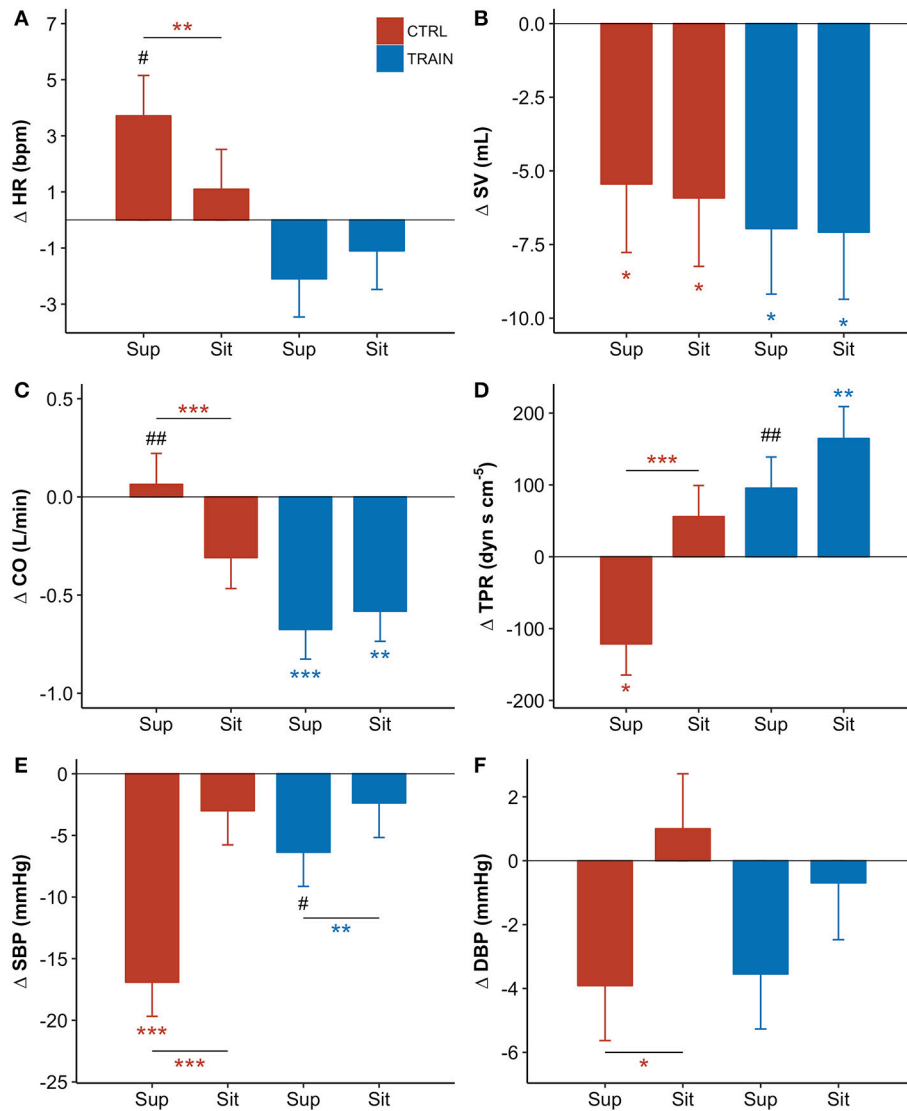 A
Δ HR (bpm)
7
5
3
1
-1
-3
**
#
CTRL
TRAIN
Sup Sit Sup Sit
B
Δ SV (mL)
0.0
-2.5
-5.0
-7.5
-10.0
* * * *
Sup Sit Sup Sit
C
Δ CO (L/min)
0.5
0.0
-0.5
-1.0
***
##
*** **
Sup Sit Sup Sit
D
Δ TPR (dyn s cm-5)
200
100
0
-100
-200
**
##
***
*
Sup Sit Sup Sit
E
Δ SBP (mmHg)
0
-5
-10
-15
-20
-25
#
**
***
***
Sup Sit Sup Sit
F
Δ DBP (mmHg)
2
0
-2
-4
-6
*
Sup Sit Sup Sit